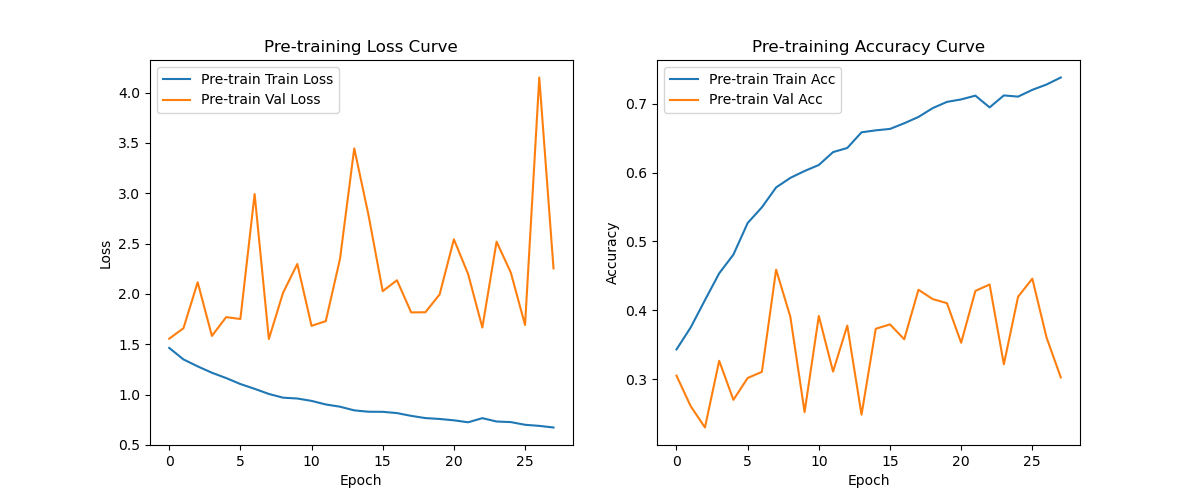 Pre-training Loss Curve
Pre-train Train Loss
Pre-train Val Loss
4.0
3.5
3.0
2.5
2.0
1.5
1.0
0.5
Loss
0 5 10 15 20 25
Epoch
Pre-training Accuracy Curve
Pre-train Train Acc
Pre-train Val Acc
0.7
0.6
0.5
0.4
0.3
Accuracy
0 5 10 15 20 25
Epoch